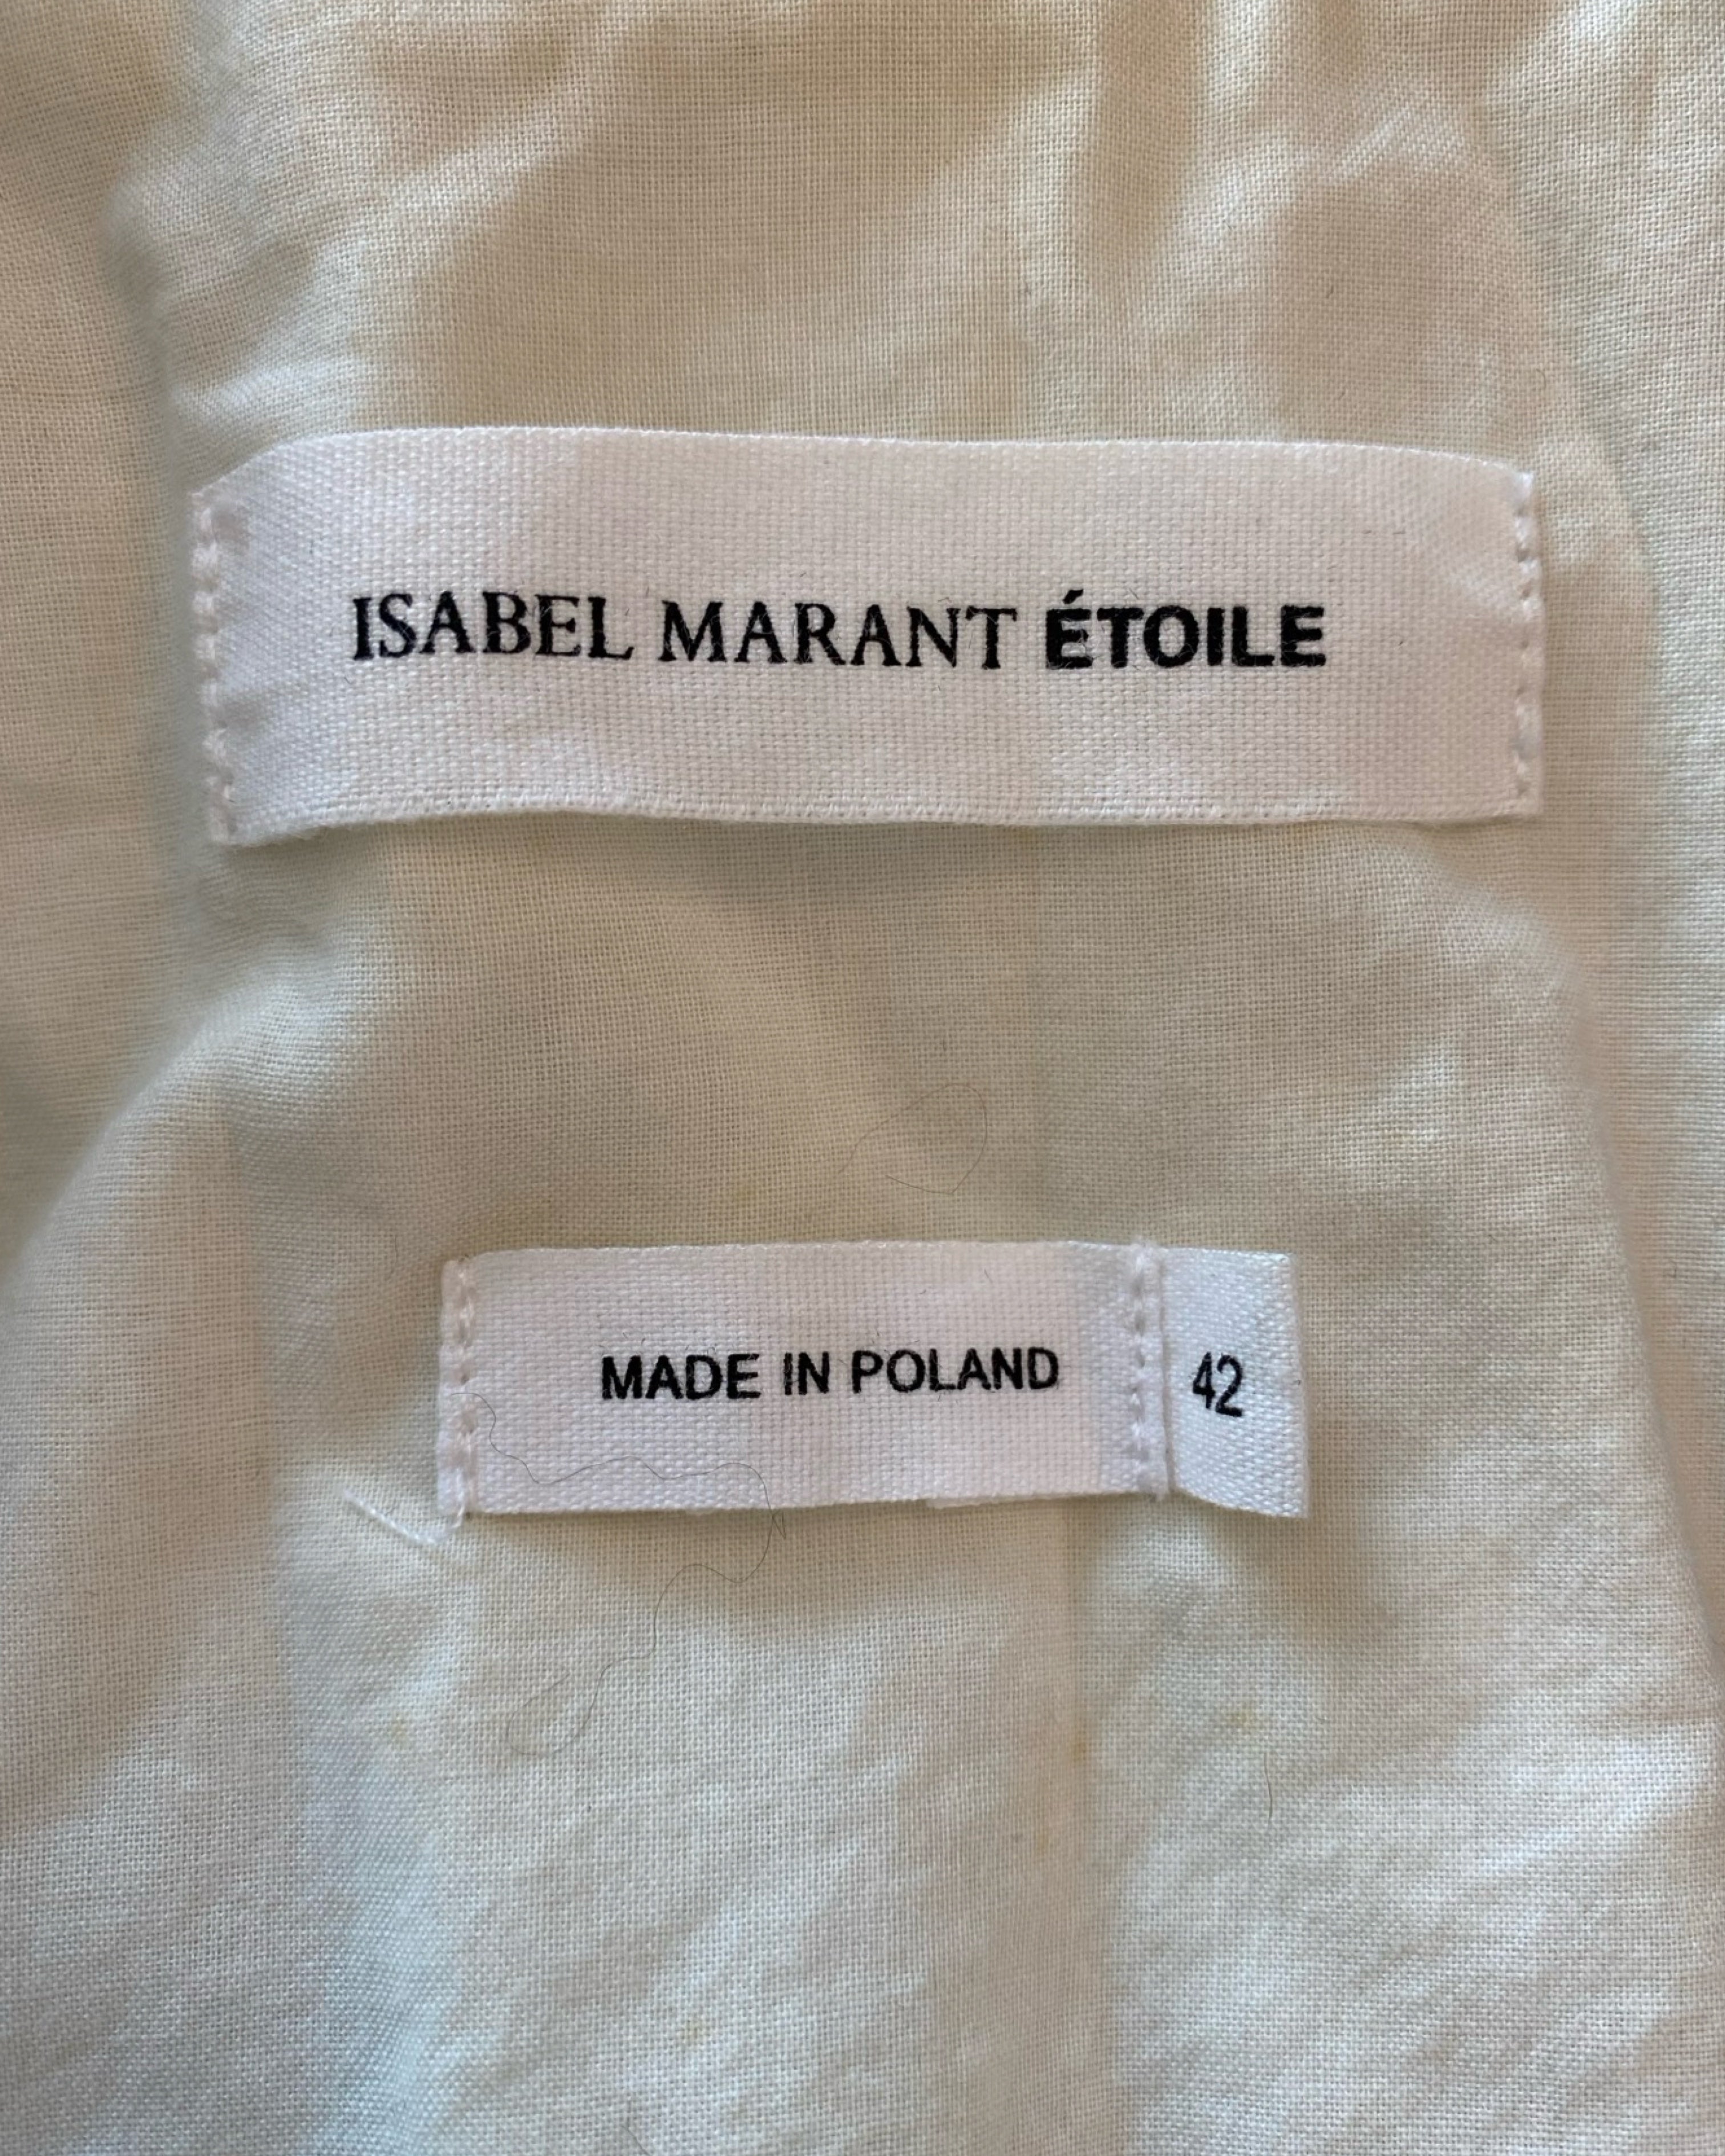 ISABEL MARANT ÉTOILE
MADE IN POLAND
42